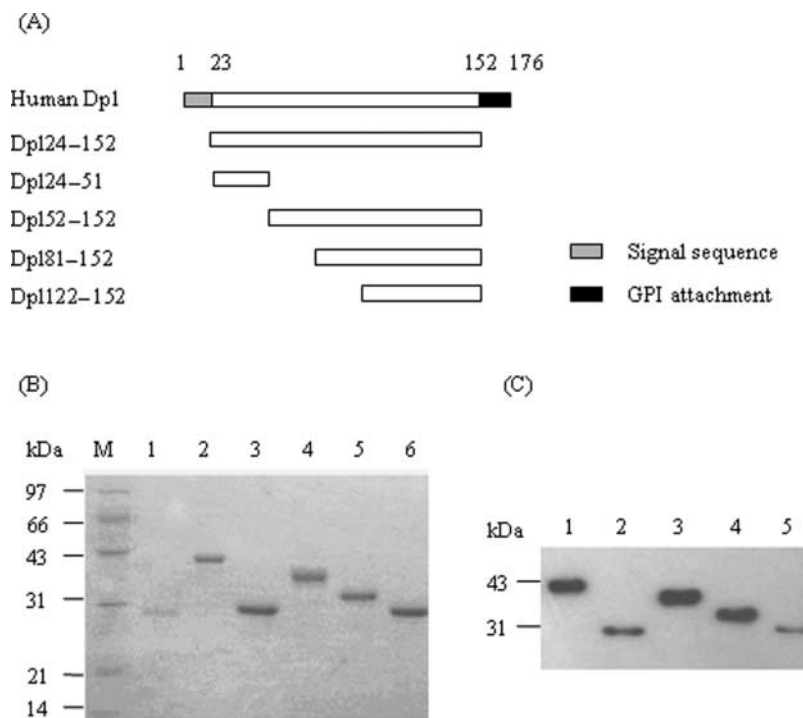 (A)
1 23 152 176
Human Dpl
Dpl24–152
Dpl24–51
Dpl52–152
Dpl81–152
Dpl122–152
Signal sequence
GPI attachment
(B)
kDa M 1 2 3 4 5 6
97
66
43
31
21
14
(C)
kDa 1 2 3 4 5
43
31